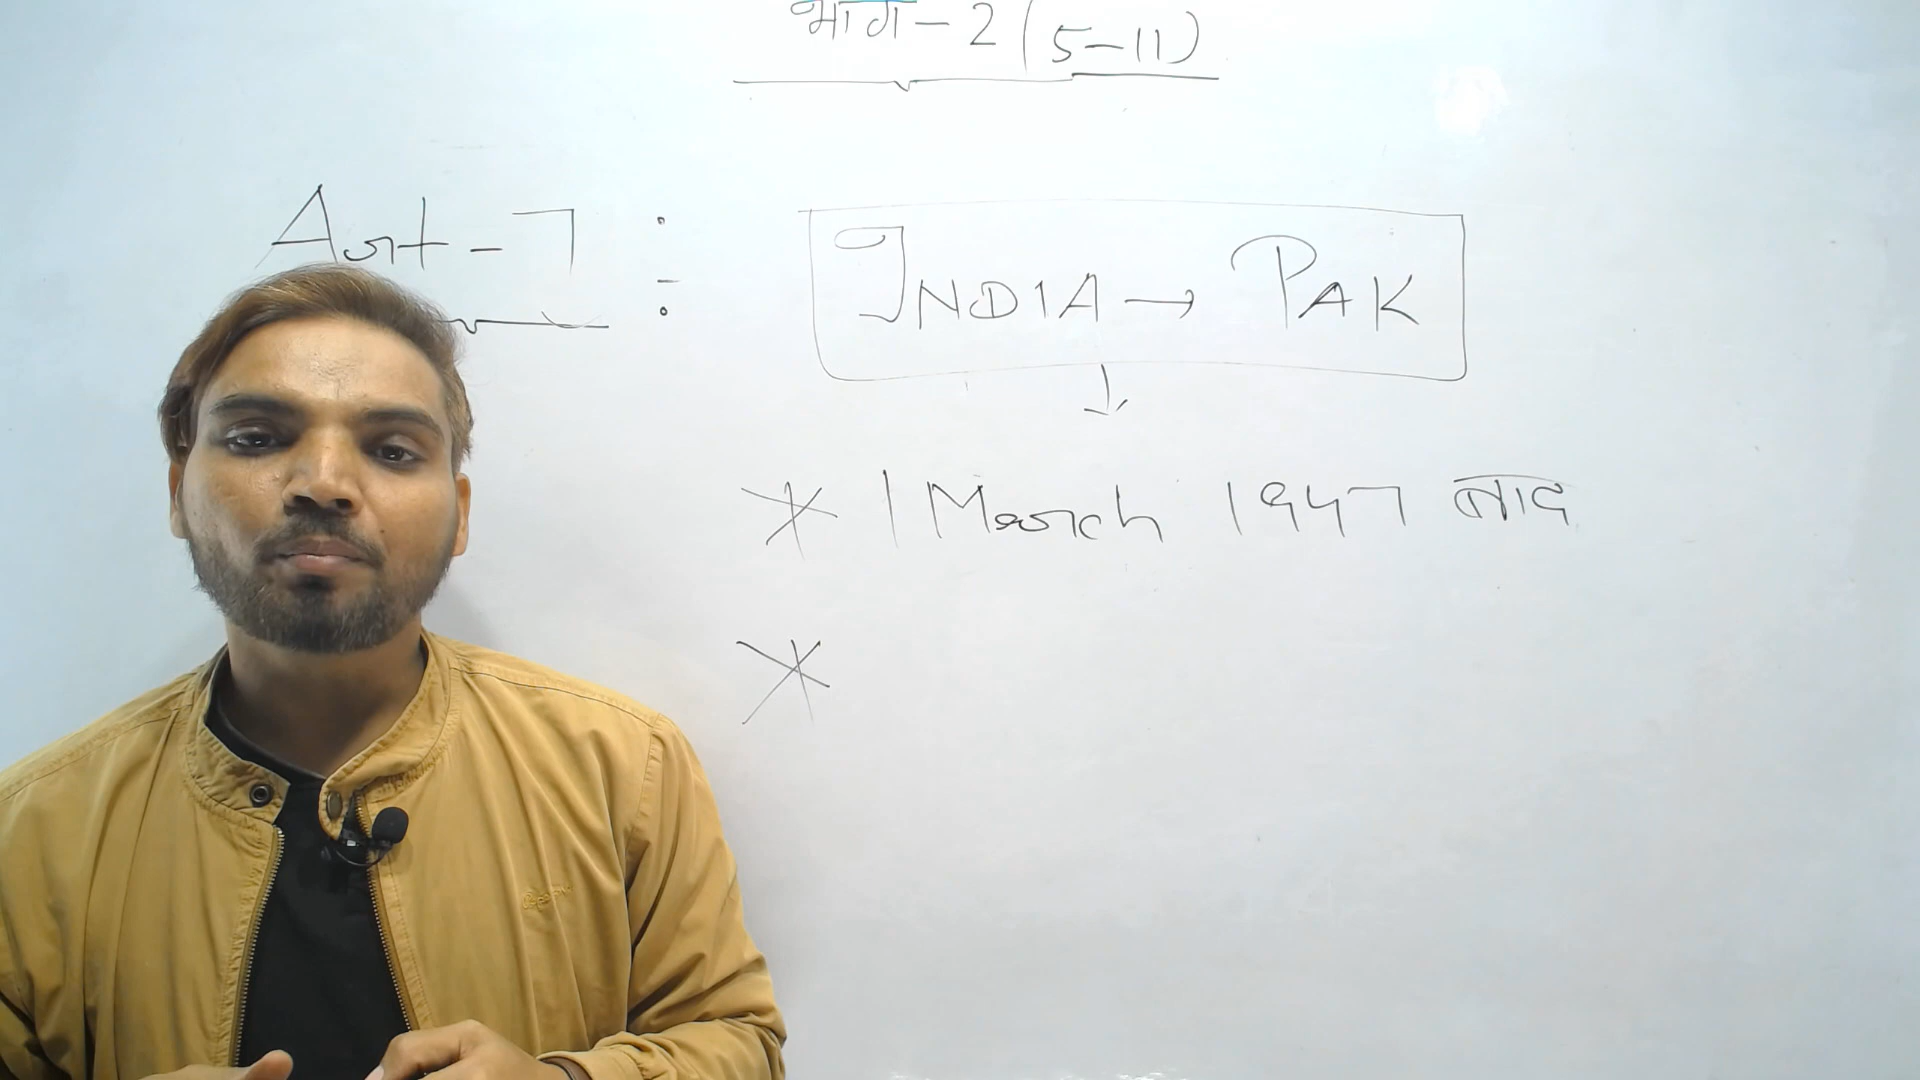 भाग - 2 (5-11)
Art - 7 :- INDIA → PAK
↓
* 1 March 1947 बाद
*